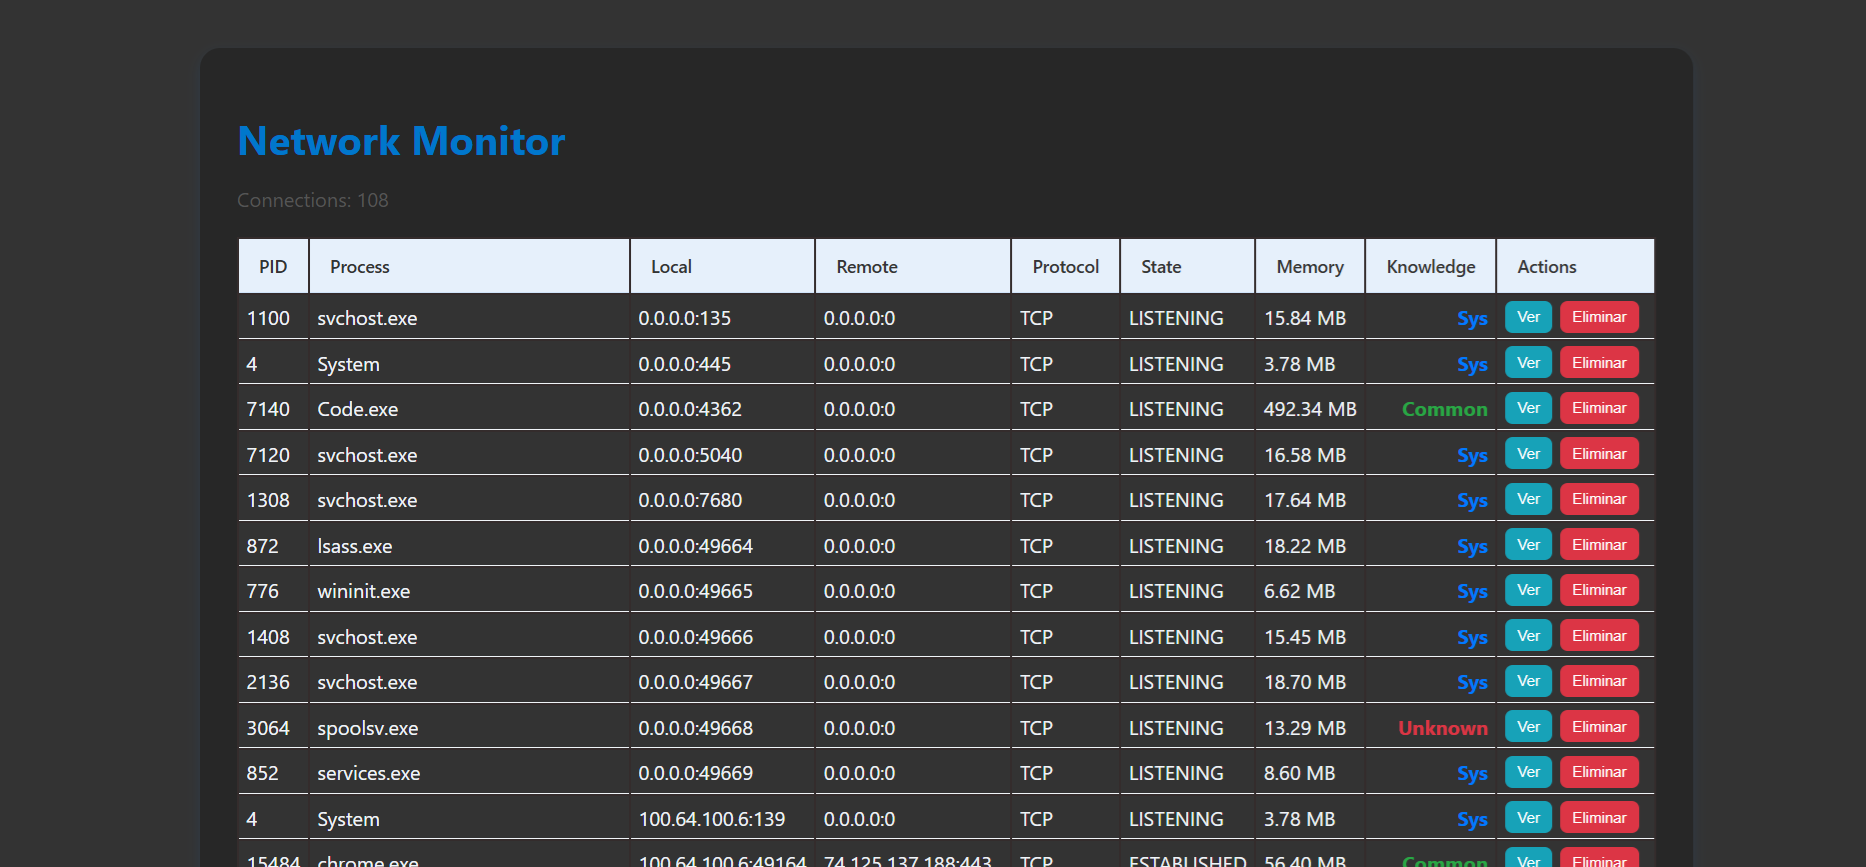 Network Monitor
Connections: 108
PID Process Local Remote Protocol State Memory Knowledge Actions
1100 svchost.exe 0.0.0.0:135 0.0.0.0:0 TCP LISTENING 15.84 MB Sys Ver Eliminar
4 System 0.0.0.0:445 0.0.0.0:0 TCP LISTENING 3.78 MB Sys Ver Eliminar
7140 Code.exe 0.0.0.0:4362 0.0.0.0:0 TCP LISTENING 492.34 MB Common Ver Eliminar
7120 svchost.exe 0.0.0.0:5040 0.0.0.0:0 TCP LISTENING 16.58 MB Sys Ver Eliminar
1308 svchost.exe 0.0.0.0:7680 0.0.0.0:0 TCP LISTENING 17.64 MB Sys Ver Eliminar
872 lsass.exe 0.0.0.0:49664 0.0.0.0:0 TCP LISTENING 18.22 MB Sys Ver Eliminar
776 wininit.exe 0.0.0.0:49665 0.0.0.0:0 TCP LISTENING 6.62 MB Sys Ver Eliminar
1408 svchost.exe 0.0.0.0:49666 0.0.0.0:0 TCP LISTENING 15.45 MB Sys Ver Eliminar
2136 svchost.exe 0.0.0.0:49667 0.0.0.0:0 TCP LISTENING 18.70 MB Sys Ver Eliminar
3064 spoolsv.exe 0.0.0.0:49668 0.0.0.0:0 TCP LISTENING 13.29 MB Unknown Ver Eliminar
852 services.exe 0.0.0.0:49669 0.0.0.0:0 TCP LISTENING 8.60 MB Sys Ver Eliminar
4 System 100.64.100.6:139 0.0.0.0:0 TCP LISTENING 3.78 MB Sys Ver Eliminar
15484 chrome.exe 100.64.100.6:49164 74.125.137.188:443 TCP ESTABLISHED 56.40 MB Common Ver Eliminar